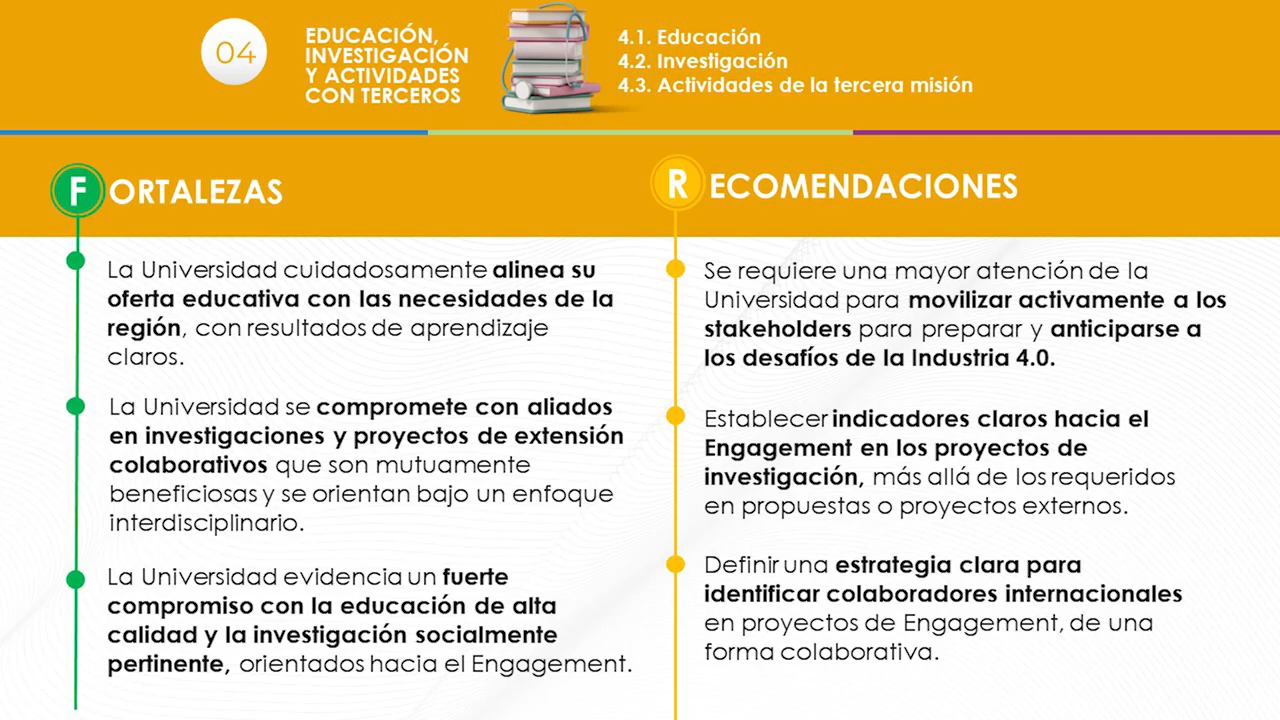 04
EDUCACIÓN,
INVESTIGACIÓN
Y ACTIVIDADES
CON TERCEROS
4.1. Educación
4.2. Investigación
4.3. Actividades de la tercera misión
FORTALEZAS
La Universidad cuidadosamente alinea su
oferta educativa con las necesidades de la
región, con resultados de aprendizaje
claros.
La Universidad se compromete con aliados
en investigaciones y proyectos de extensión
colaborativos que son mutuamente
beneficiosas y se orientan bajo un enfoque
interdisciplinario.
La Universidad evidencia un fuerte
compromiso con la educación de alta
calidad y la investigación socialmente
pertinente, orientados hacia el Engagement.
RECOMENDACIONES
Se requiere una mayor atención de la
Universidad para movilizar activamente a los
stakeholders para preparar y anticiparse a
los desafíos de la Industria 4.0.
Establecer indicadores claros hacia el
Engagement en los proyectos de
investigación, más allá de los requeridos
en propuestas o proyectos externos.
Definir una estrategia clara para
identificar colaboradores internacionales
en proyectos de Engagement, de una
forma colaborativa.